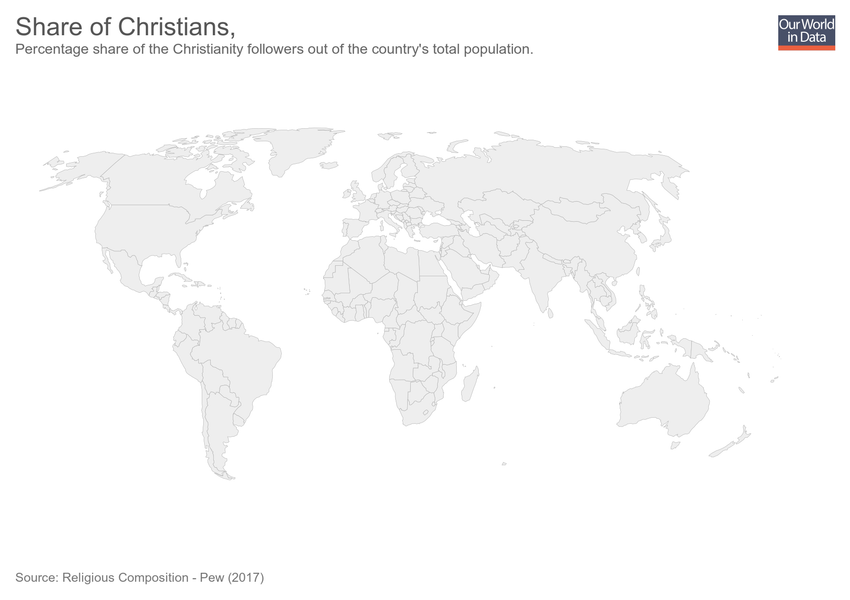 Share of Christians,
Percentage share of the Christianity followers out of the country's total population.
Our World
in Data
Source: Religious Composition - Pew (2017)